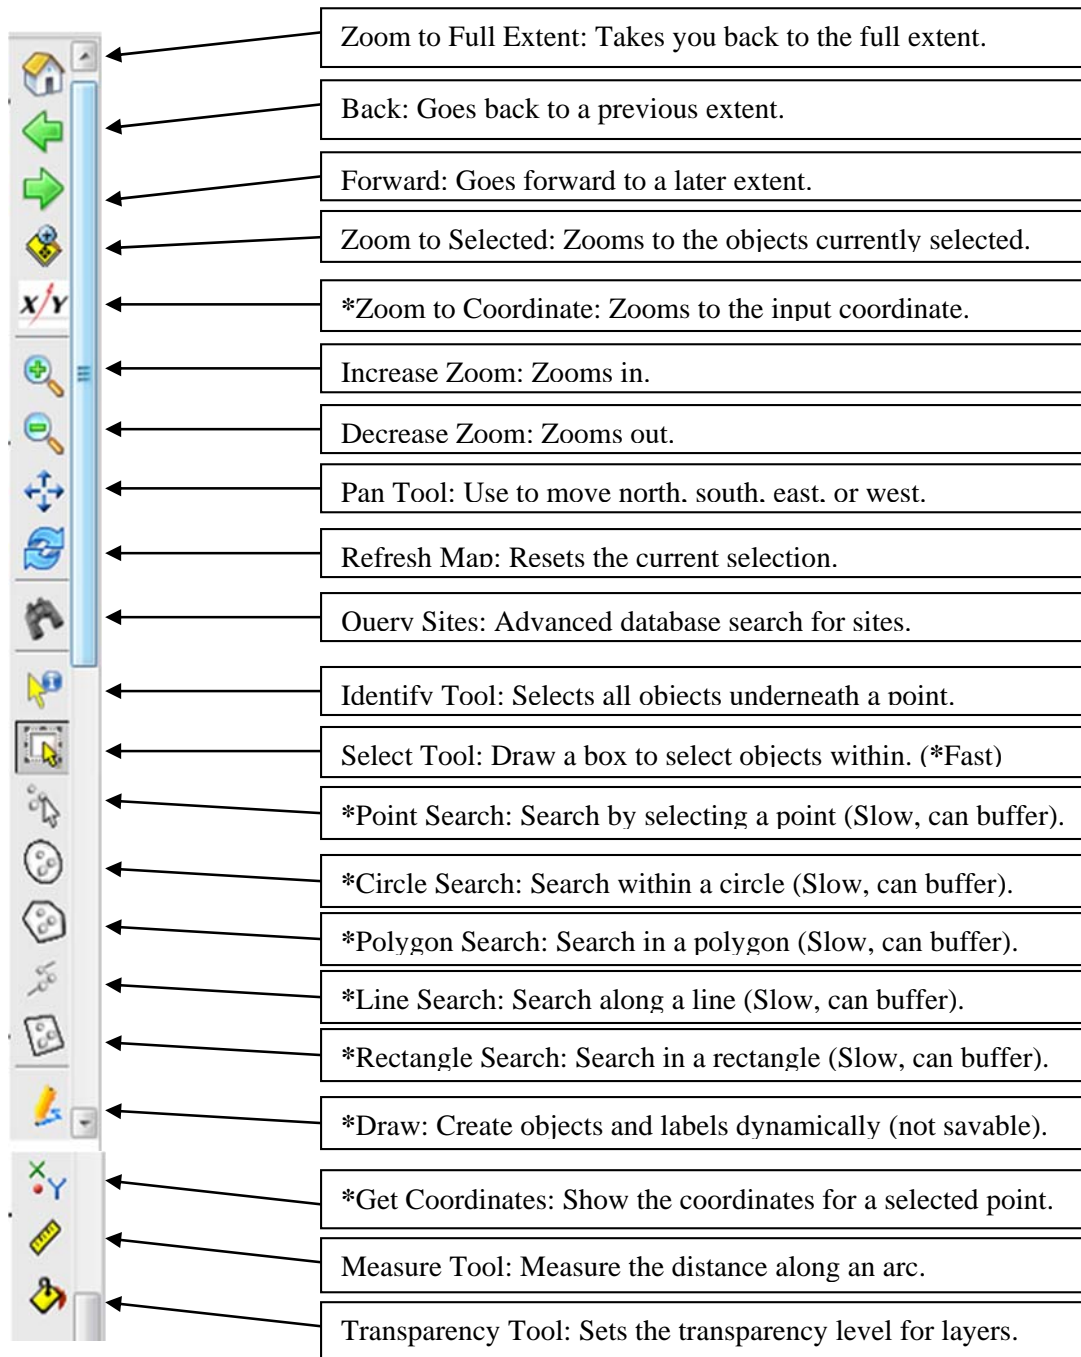 Zoom to Full Extent: Takes you back to the full extent.
Back: Goes back to a previous extent.
Forward: Goes forward to a later extent.
Zoom to Selected: Zooms to the objects currently selected.
X/Y
*Zoom to Coordinate: Zooms to the input coordinate.
Increase Zoom: Zooms in.
Decrease Zoom: Zooms out.
Pan Tool: Use to move north, south, east, or west.
Refresh Map: Resets the current selection.
Query Sites: Advanced database search for sites.
Identify Tool: Selects all objects underneath a point.
Select Tool: Draw a box to select objects within. (*Fast)
*Point Search: Search by selecting a point (Slow, can buffer).
*Circle Search: Search within a circle (Slow, can buffer).
*Polygon Search: Search in a polygon (Slow, can buffer).
*Line Search: Search along a line (Slow, can buffer).
*Rectangle Search: Search in a rectangle (Slow, can buffer).
*Draw: Create objects and labels dynamically (not savable).
X Y
*Get Coordinates: Show the coordinates for a selected point.
Measure Tool: Measure the distance along an arc.
Transparency Tool: Sets the transparency level for layers.